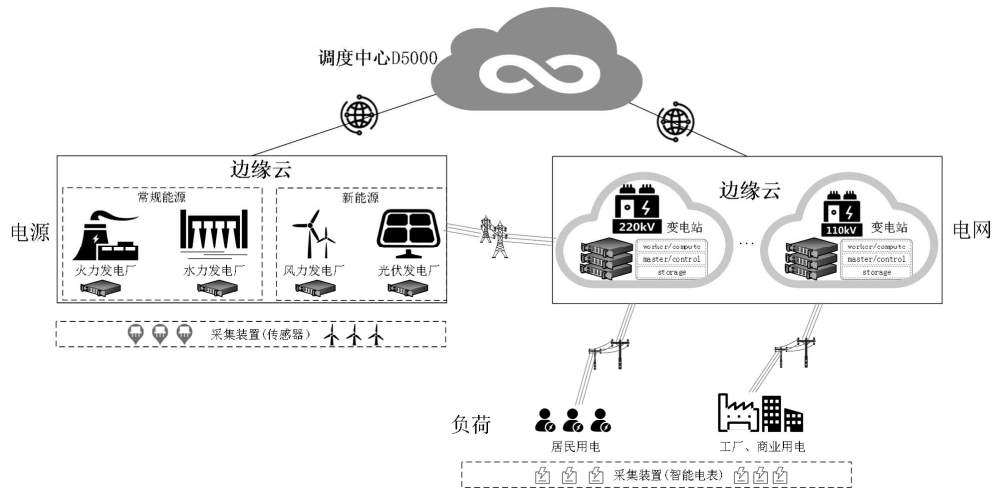 调度中心D5000
边缘云
常规能源
新能源
电源
火力发电厂
水力发电厂
风力发电厂
光伏发电厂
采集装置(传感器)
边缘云
电网
220kV
变电站
worker/compute
master/control
storage
...
110kV
变电站
worker/compute
master/control
storage
负荷
居民用电
工厂、商业用电
采集装置(智能电表)